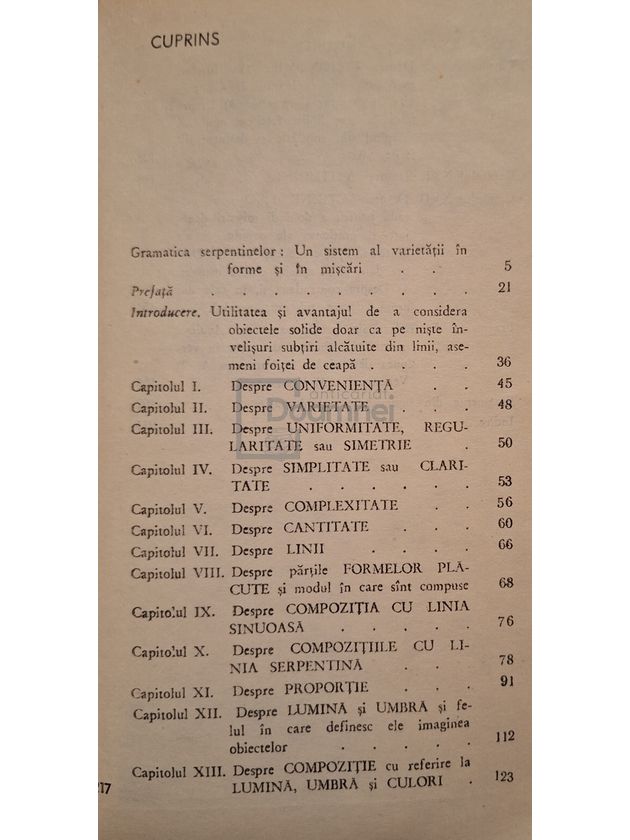 CUPRINS
Gramatica serpentinelor: Un sistem al varietății în
forme și în mișcări . . 5
Prefață . . . . . . . . . 21
Introducere. Utilitatea și avantajul de a considera
obiectele solide doar ca pe niște în-
velișuri subțiri alcătuite din linii, ase-
meni foiței de ceapă . . . . 36
Capitolul I. Despre CONVENIENȚĂ . . 45
Capitolul II. Despre VARIETATE . . . 48
Capitolul III. Despre UNIFORMITATE, REGU-
LARITATE sau SIMETRIE . 50
Capitolul IV. Despre SIMPLITATE sau CLARI-
TATE . . . . . . 53
Capitolul V. Despre COMPLEXITATE . . 56
Capitolul VI. Despre CANTITATE . . . 60
Capitolul VII. Despre LINII . . . . 66
Capitolul VIII. Despre părțile FORMELOR PLĂ-
CUTE și modul în care sînt compuse 68
Capitolul IX. Despre COMPOZIȚIA CU LINIA
SINUOASĂ . . . . . 76
Capitolul X. Despre COMPOZIȚIILE CU LI-
NIA SERPENTINĂ . . 78
Capitolul XI. Despre PROPORȚIE . . . 91
Capitolul XII. Despre LUMINĂ și UMBRĂ și fe-
lul în care definesc ele imaginea
obiectelor . . . . . 112
Capitolul XIII. Despre COMPOZIȚIE cu referire la
LUMINĂ, UMBRĂ și CULORI . 123
217
anticariat
Doamnei